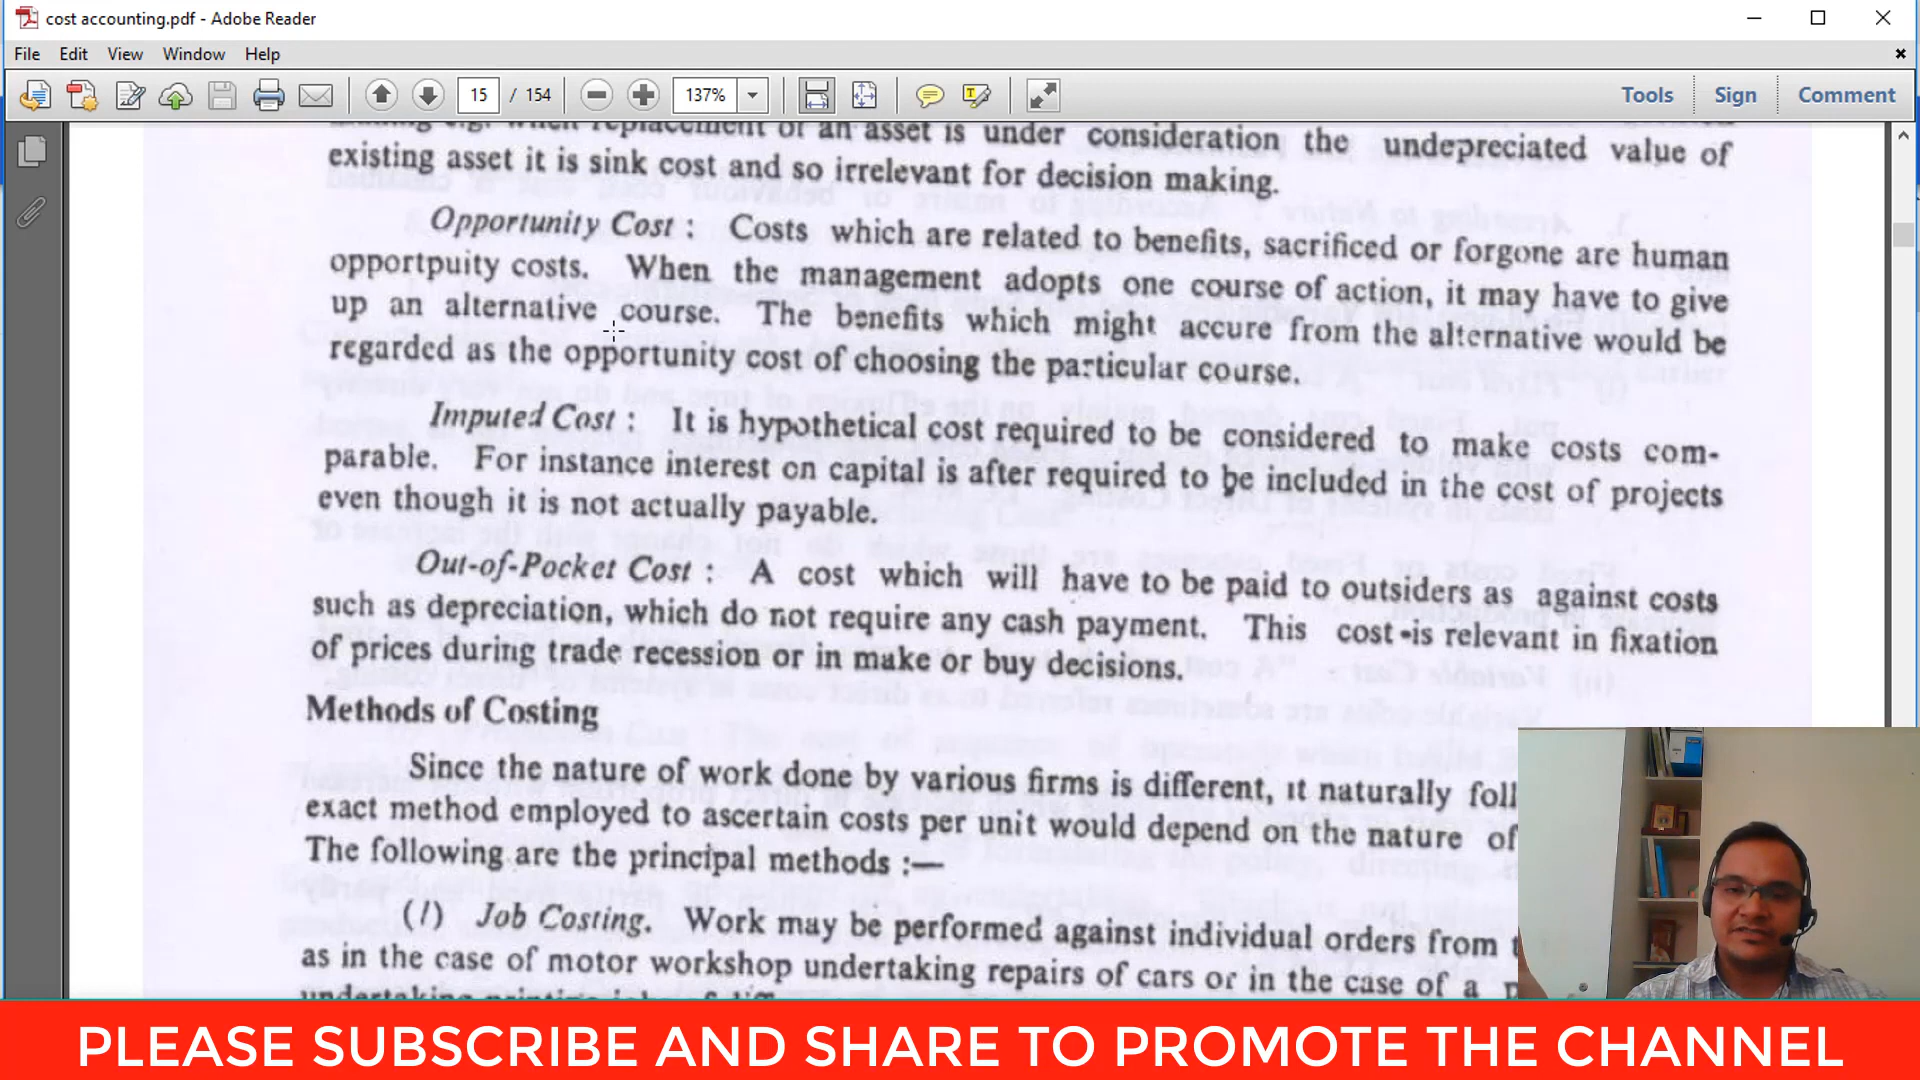 cost accounting.pdf - Adobe Reader
File Edit View Window Help
15 / 154 137% Tools Sign Comment
replacement of an asset is under consideration the undepreciated value of
existing asset it is sink cost and so irrelevant for decision making.
Opportunity Cost : Costs which are related to benefits, sacrificed or forgone are human
opportpuity costs. When the management adopts one course of action, it may have to give
up an alternative course. The benefits which might accure from the alternative would be
regarded as the opportunity cost of choosing the particular course.
Imputed Cost : It is hypothetical cost required to be considered to make costs com-
parable. For instance interest on capital is after required to be included in the cost of projects
even though it is not actually payable.
Out-of-Pocket Cost : A cost which will have to be paid to outsiders as against costs
such as depreciation, which do not require any cash payment. This cost is relevant in fixation
of prices during trade recession or in make or buy decisions.
Methods of Costing
Since the nature of work done by various firms is different, it naturally foll
exact method employed to ascertain costs per unit would depend on the nature of
The following are the principal methods :—
(I) Job Costing. Work may be performed against individual orders from
as in the case of motor workshop undertaking repairs of cars or in the case of a
PLEASE SUBSCRIBE AND SHARE TO PROMOTE THE CHANNEL